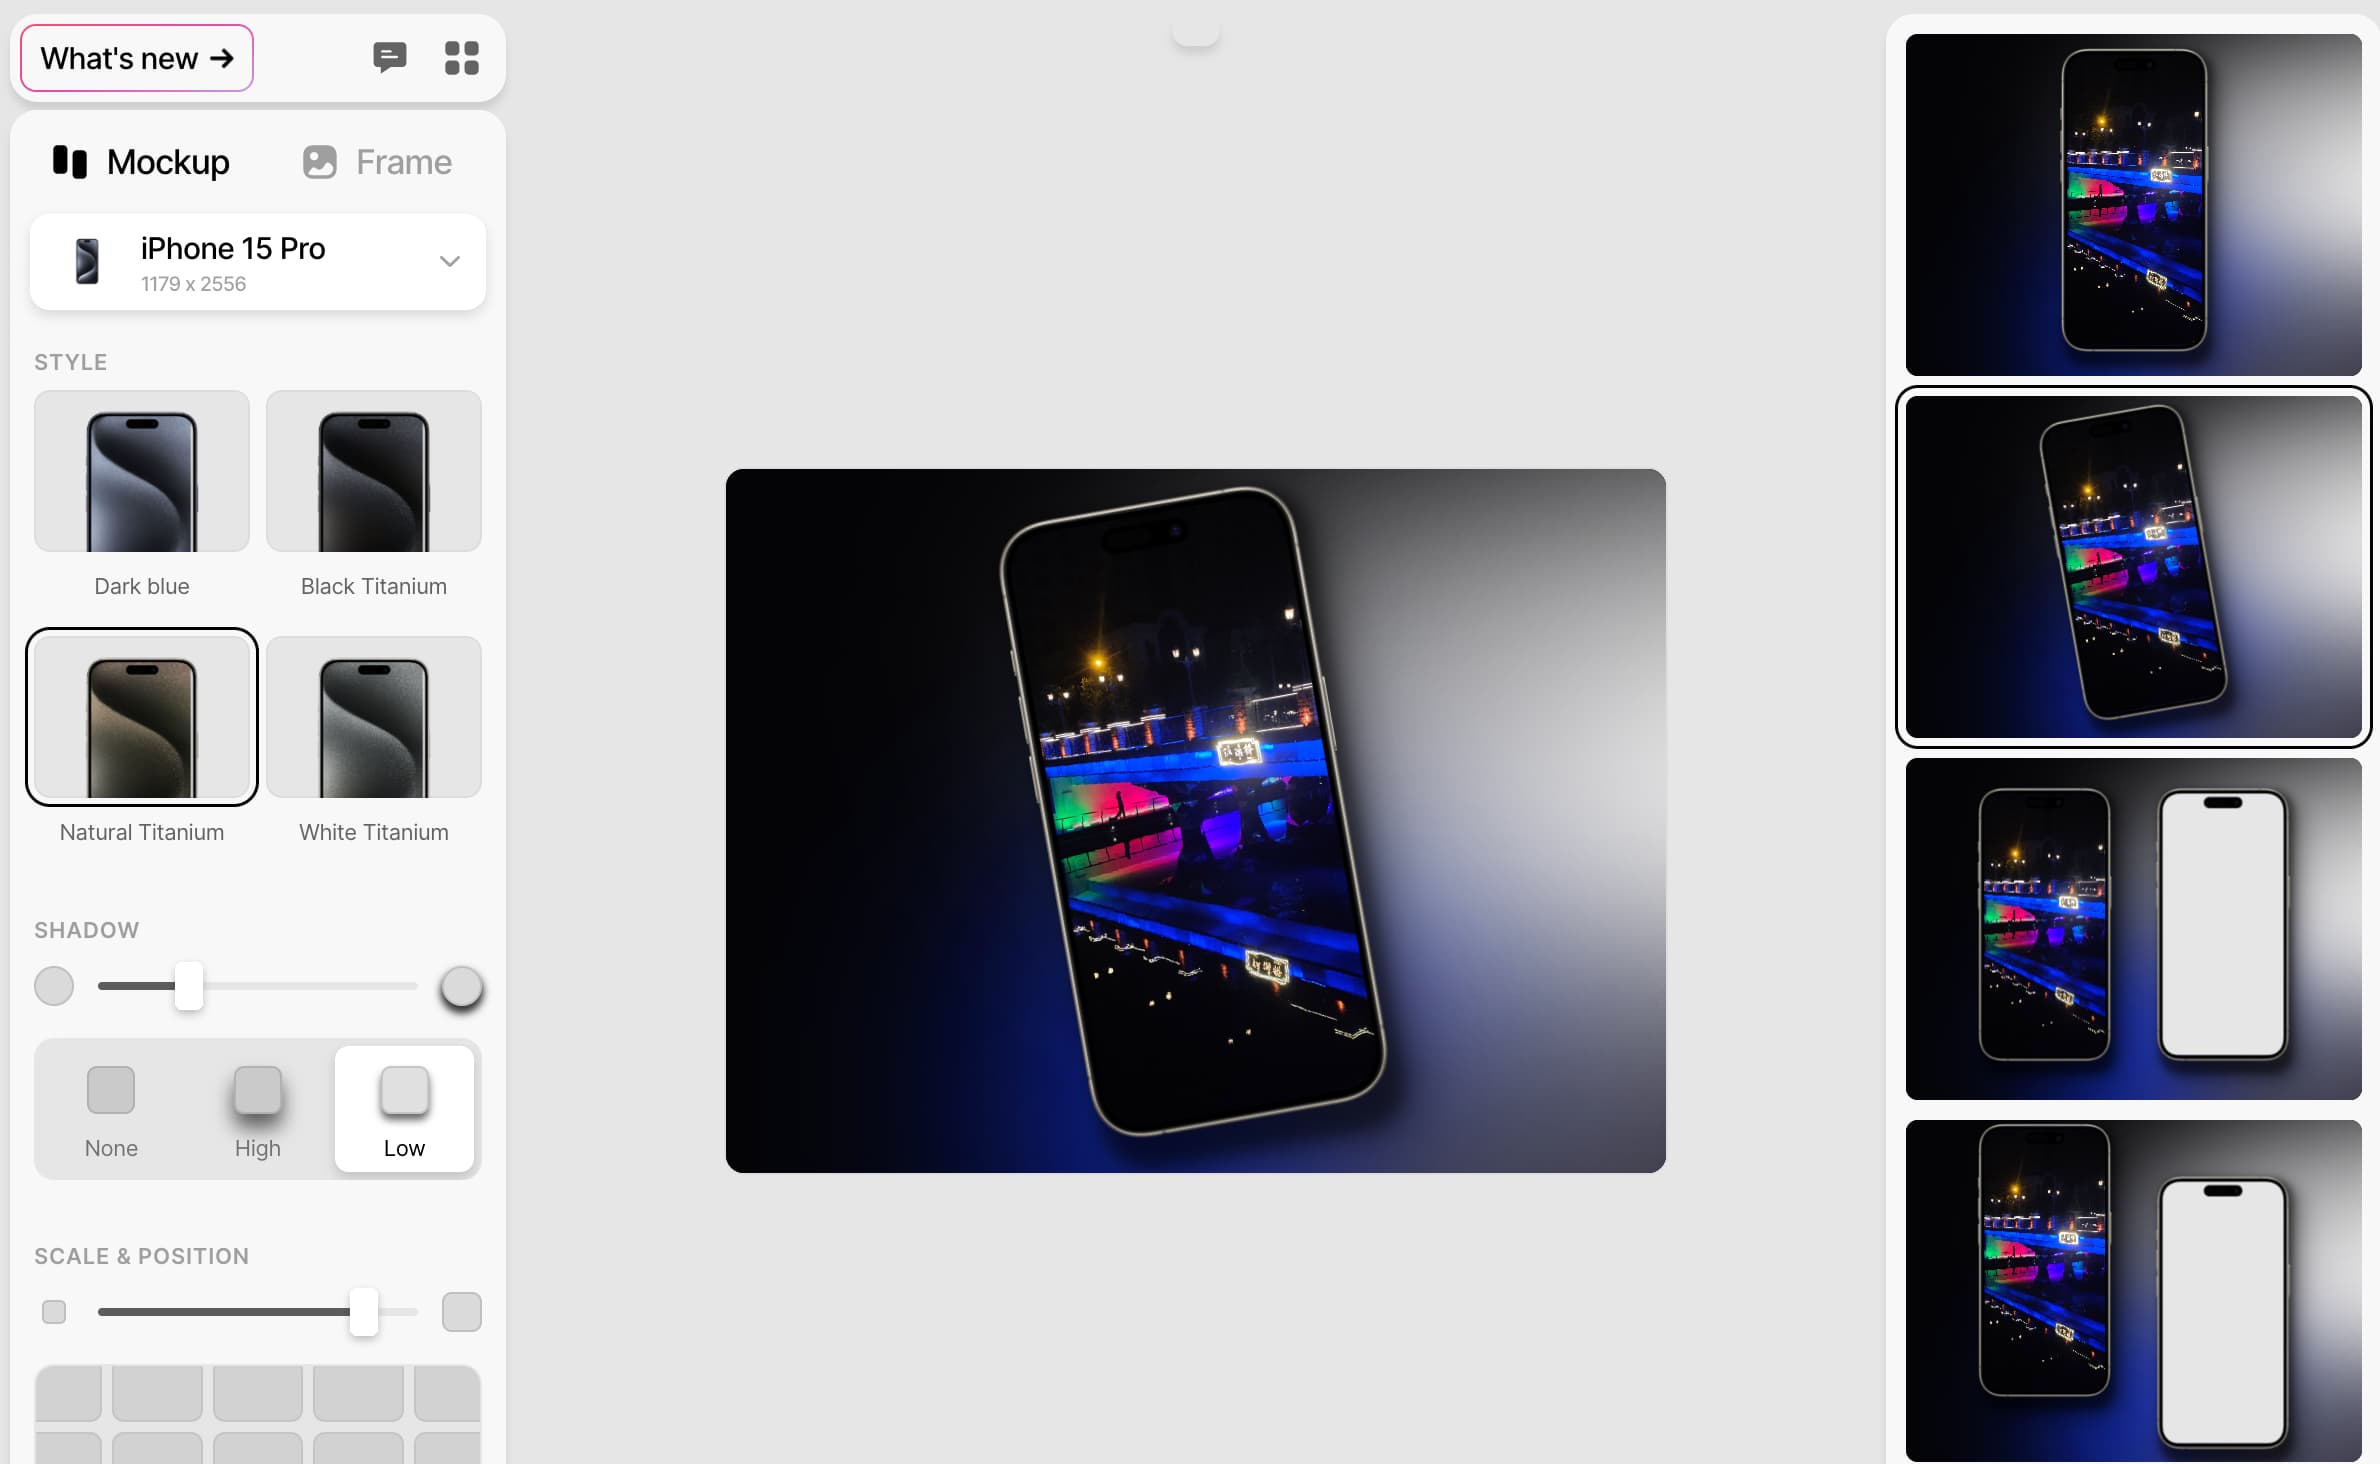 What's new →
Mockup
Frame
iPhone 15 Pro
1179 x 2556
STYLE
Dark blue
Black Titanium
Natural Titanium
White Titanium
SHADOW
None
High
Low
SCALE & POSITION